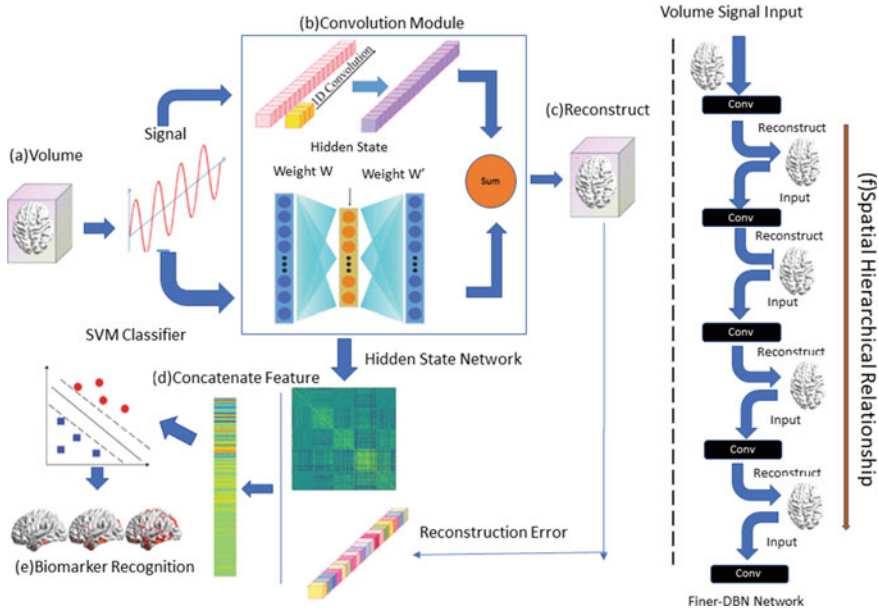 (b)Convolution Module
Volume Signal Input
1D Convolution
Signal
(a)Volume
Hidden State
Weight W
Weight W'
Sum
(c)Reconstruct
SVM Classifier
Hidden State Network
(d)Concatenate Feature
Reconstruction Error
(e)Biomarker Recognition
Conv
Reconstruct
Input
Conv
Reconstruct
Input
Conv
Reconstruct
Input
Conv
Reconstruct
Input
Conv
(f)Spatial Hierarchical Relationship
Finer-DBN Network